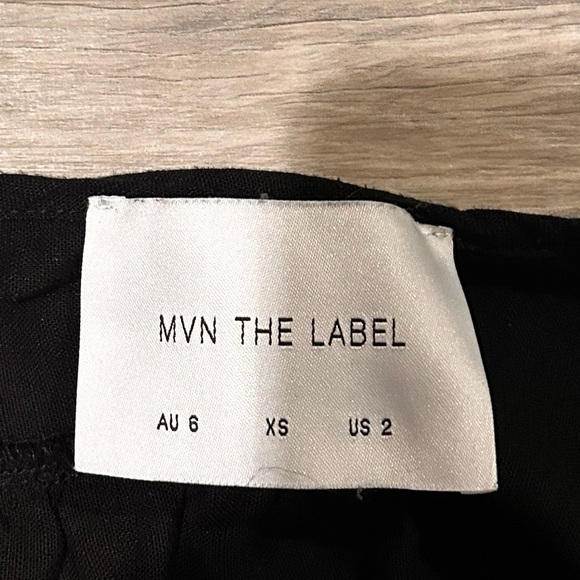 MVN THE LABEL
AU 6 XS US 2